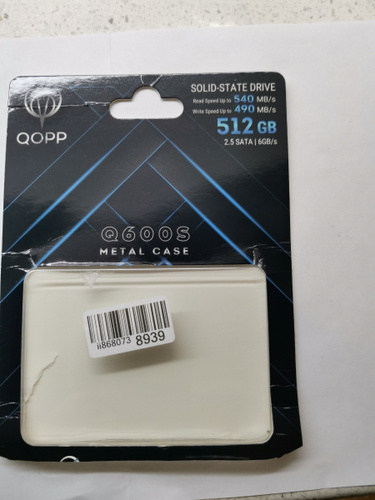 QOPP
SOLID-STATE DRIVE
Read Speed Up to 540 MB/s
Write Speed Up to 490 MB/s
512 GB
2.5 SATA | 6GB/s
Q600S
METAL CASE
li868073 8939